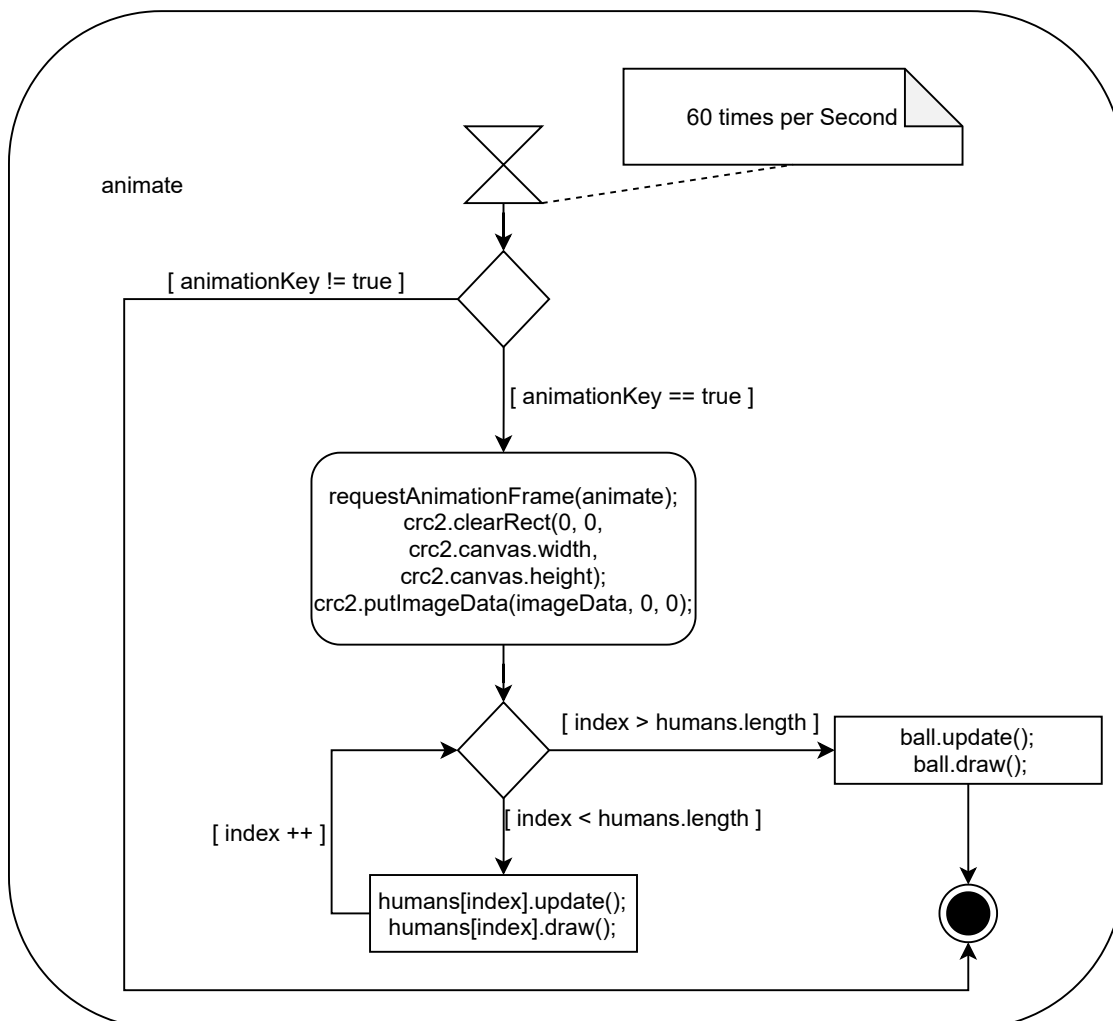 60 times per Second
animate
[ animationKey != true ]
[ animationKey == true ]
requestAnimationFrame(animate);
crc2.clearRect(0, 0,
crc2.canvas.width,
crc2.canvas.height);
crc2.putImageData(imageData, 0, 0);
[ index > humans.length ]
ball.update();
ball.draw();
[ index < humans.length ]
[ index ++ ]
humans[index].update();
humans[index].draw();